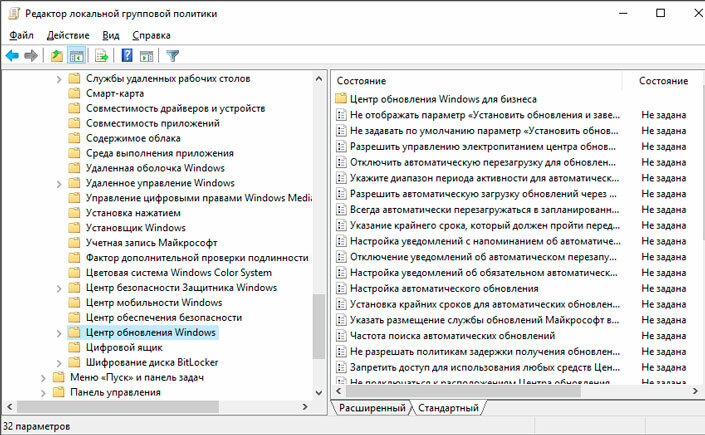 Редактор локальной групповой политики
Файл Действие Вид Справка
Службы удаленных рабочих столов
Смарт-карта
Совместимость драйверов и устройств
Совместимость приложений
Содержимое облака
Среда выполнения приложения
Удаленная оболочка Windows
Удаленное управление Windows
Управление цифровыми правами Windows Media
Установка нажатием
Установщик Windows
Учетная запись Майкрософт
Фактор дополнительной проверки подлинности
Цветовая система Windows Color System
Центр безопасности Защитника Windows
Центр мобильности Windows
Центр обеспечения безопасности
Центр обновления Windows
Цифровой ящик
Шифрование диска BitLocker
Меню «Пуск» и панель задач
Панель управления
Состояние Состояние
Центр обновления Windows для бизнеса
Не отображать параметр «Установить обновления и заве... Не задана
Не задавать по умолчанию параметр «Установить обнов... Не задана
Разрешить управлению электропитанием центра обнов... Не задана
Отключить автоматическую перезагрузку для обновлен... Не задана
Укажите диапазон периода активности для автоматическ... Не задана
Разрешить автоматическую загрузку обновлений через ... Не задана
Всегда автоматически перезагружаться в запланированн... Не задана
Указание крайнего срока, который должен пройти перед... Не задана
Настройка уведомлений с напоминанием об автоматиче... Не задана
Отключение уведомлений об автоматическом перезапу... Не задана
Настройка уведомлений об обязательном автоматическ... Не задана
Настройка автоматического обновления Не задана
Установка крайних сроков для автоматических обновлен... Не задана
Указать размещение службы обновлений Майкрософт в... Не задана
Частота поиска автоматических обновлений Не задана
Не разрешать политикам задержки получения обновлен... Не задана
Запретить доступ для использования любых средств Цен... Не задана
Не подключаться к расположениям Центра обновления Не задана
Расширенный Стандартный
32 параметров